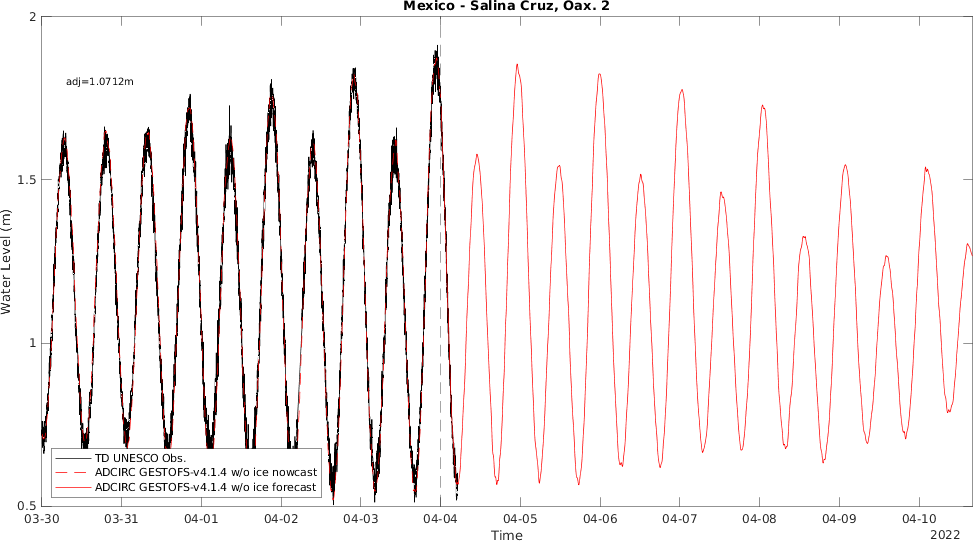 Mexico - Salina Cruz, Oax. 2
2
adj=1.0712m
1.5
Water Level (m)
1
TD UNESCO Obs.
ADCIRC GESTOFS-v4.1.4 w/o ice nowcast
ADCIRC GESTOFS-v4.1.4 w/o ice forecast
0.5
03-30 03-31 04-01 04-02 04-03 04-04 04-05 04-06 04-07 04-08 04-09 04-10
Time 2022